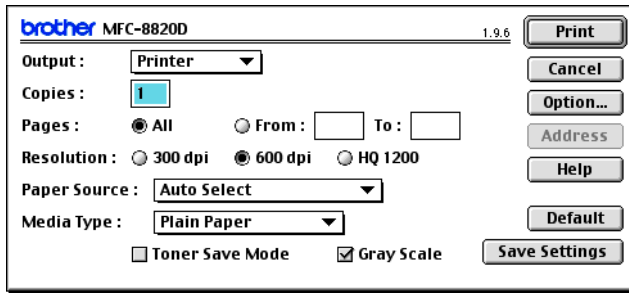 brother MFC-8820D 1.9.6 Print
Output : Printer Cancel
Copies : 1 Option...
Pages : All From : To : Address
Resolution : 300 dpi 600 dpi HQ 1200 Help
Paper Source : Auto Select
Media Type : Plain Paper Default
Toner Save Mode Gray Scale Save Settings